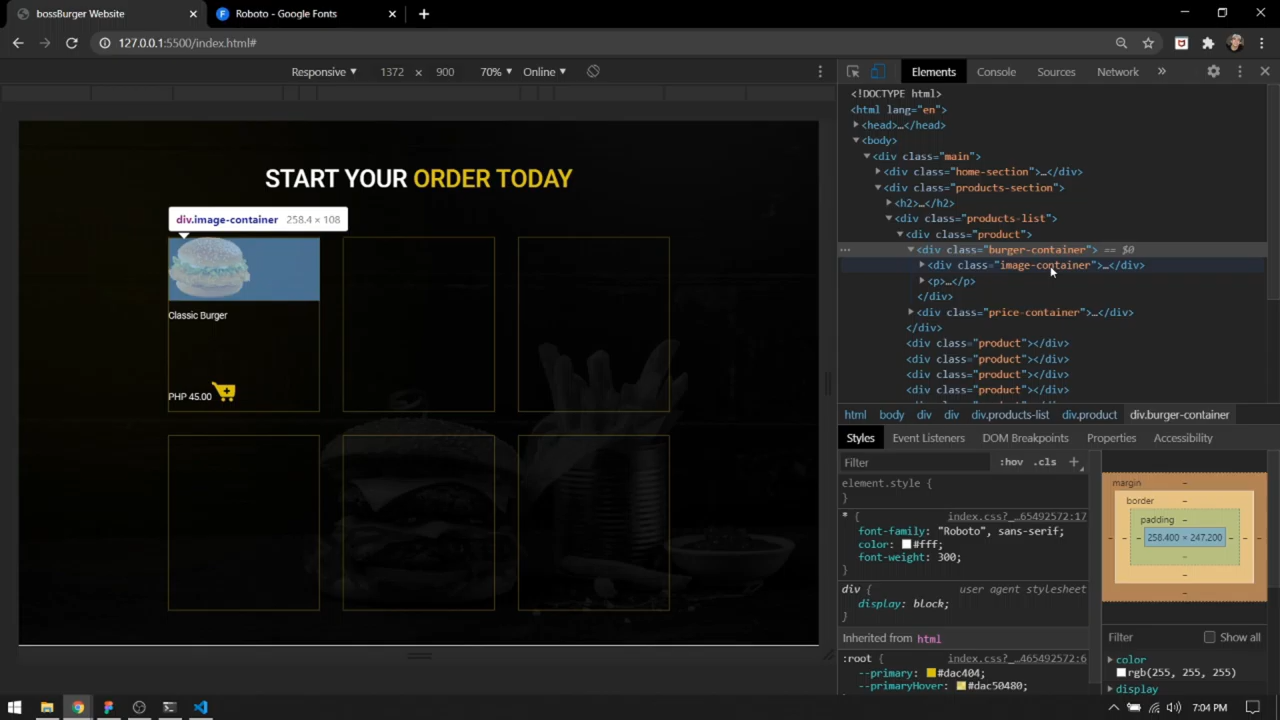 bossBurger Website
Roboto - Google Fonts
127.0.0.1:5500/index.html#
Responsive ▼ 1372 × 900 70% ▼ Online ▼
Elements Console Sources Network »
START YOUR ORDER TODAY
div.image-container 258.4 × 108
Classic Burger
PHP 45.00
<!DOCTYPE html>
<html lang="en">
<head>…</head>
<body>
<div class="main">
<div class="home-section">…</div>
<div class="products-section">
<h2>…</h2>
<div class="products-list">
<div class="product">
<div class="burger-container"> == $0
<div class="image-container">…</div>
<p>…</p>
</div>
<div class="price-container">…</div>
</div>
<div class="product"></div>
<div class="product"></div>
<div class="product"></div>
<div class="product"></div>
html body div div div.products-list div.product div.burger-container
Styles Event Listeners DOM Breakpoints Properties Accessibility
Filter :hov .cls +
element.style {
}
* { index.css?_…65492572:17
font-family: "Roboto", sans-serif;
color: #fff;
font-weight: 300;
}
div { user agent stylesheet
display: block;
}
Inherited from html
:root { index.css?_…465492572:6
--primary: #dac404;
--primaryHover: #dac50480;
margin -
border -
padding -
- - - 258.400 × 247.200 - - -
-
-
-
Filter Show all
color
rgb(255, 255, 255)
display
7:04 PM